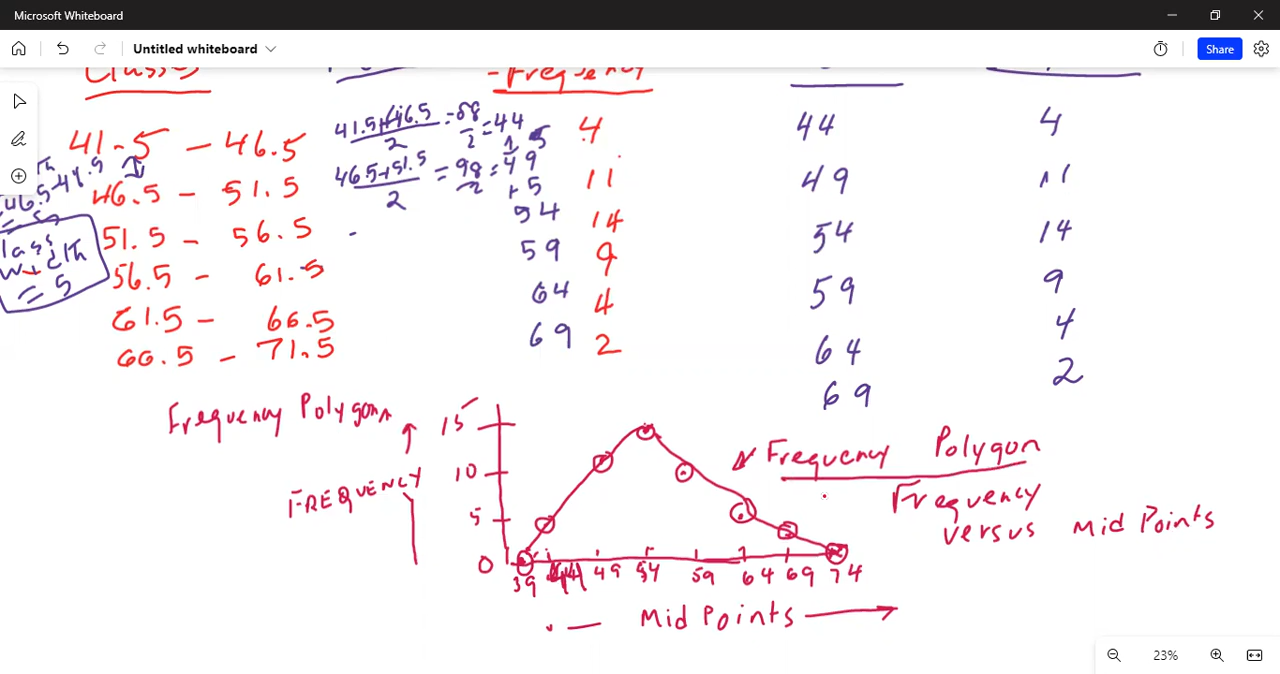 Microsoft Whiteboard
Untitled whiteboard
Share
Classes
- Frequency
41.5 - 46.5
41.5+46.5 / 2 = 88 / 2 = 44
4
44
4
46.5 - 51.5
46.5+51.5 / 2 = 98 / 2 = 49
+5
11
49
11
51.5 - 56.5
54
14
54
14
56.5 - 61.5
59
9
59
9
61.5 - 66.5
64
4
64
4
66.5 - 71.5
69
2
69
2
width
= 5
Frequency Polygon
FREQUENCY
15
10
5
0
39 44 49 54 59 64 69 74
Mid Points
Frequency Polygon
Frequency
versus Mid Points
23%